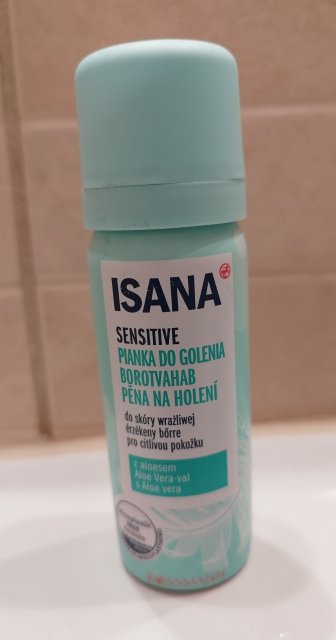 ISANA
SENSITIVE
PIANKA DO GOLENIA
BOROTVAHAB
PĚNA NA HOLENÍ
do skóry wrażliwej
érzékeny bőrre
pro citlivou pokožku
z aloesem
Aloe Vera-val
s Aloe vera
ROSSMANN